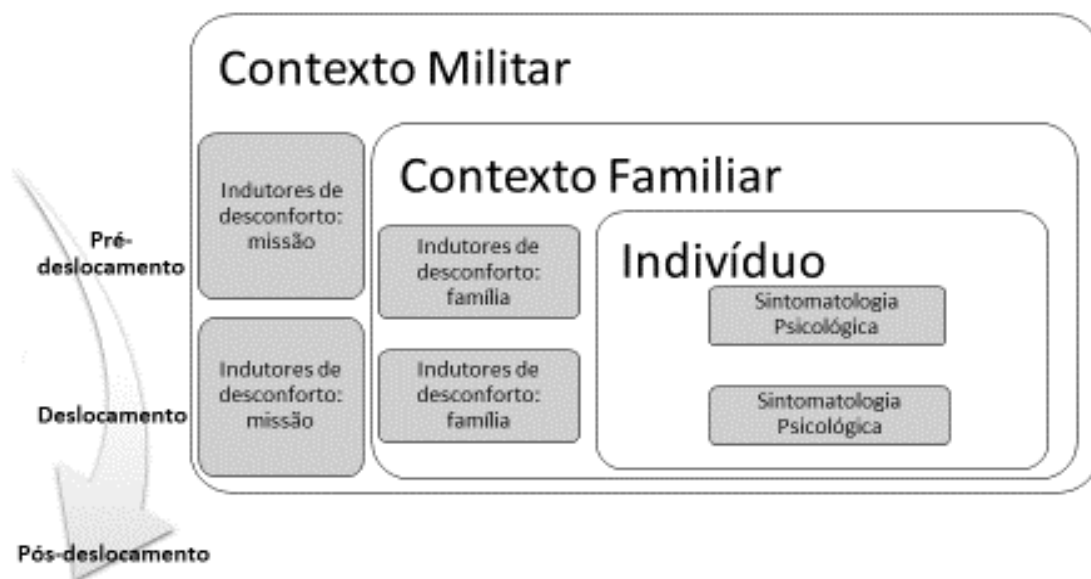 Contexto Militar
Contexto Familiar
Indivíduo
Pré-
deslocamento
Indutores de
desconforto:
missão
Indutores de
desconforto:
família
Sintomatologia
Psicológica
Deslocamento
Indutores de
desconforto:
missão
Indutores de
desconforto:
família
Sintomatologia
Psicológica
Pós-deslocamento